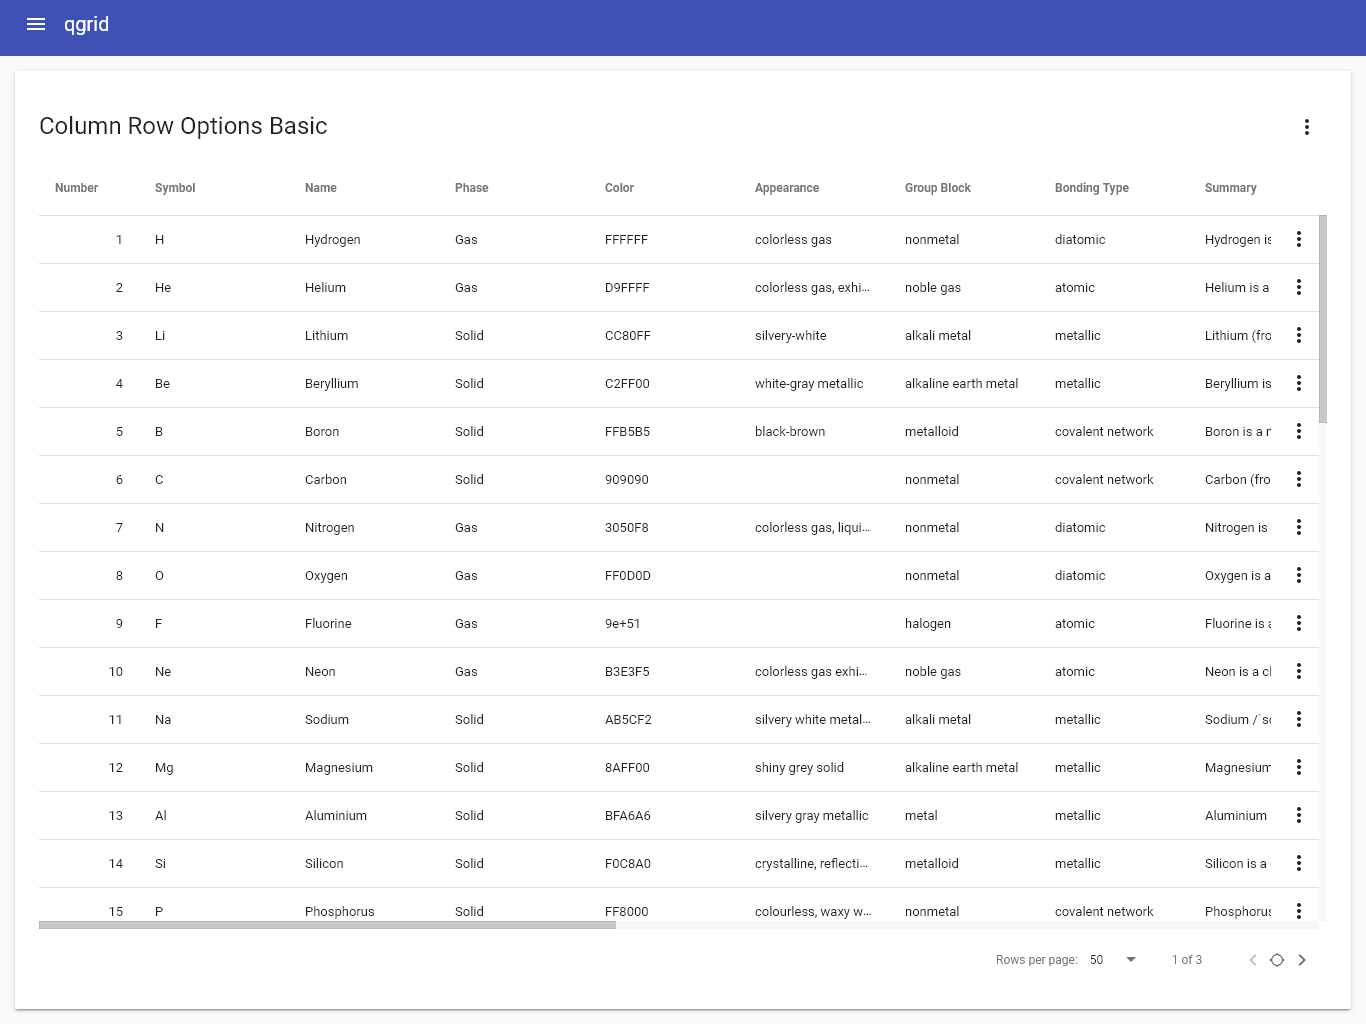 qgrid
Column Row Options Basic
Number Symbol Name Phase Color Appearance Group Block Bonding Type Summary
1 H Hydrogen Gas FFFFFF colorless gas nonmetal diatomic Hydrogen is
2 He Helium Gas D9FFFF colorless gas, exhi... noble gas atomic Helium is a
3 Li Lithium Solid CC80FF silvery-white alkali metal metallic Lithium (fro
4 Be Beryllium Solid C2FF00 white-gray metallic alkaline earth metal metallic Beryllium is
5 B Boron Solid FFB5B5 black-brown metalloid covalent network Boron is a
6 C Carbon Solid 909090 nonmetal covalent network Carbon (fro
7 N Nitrogen Gas 3050F8 colorless gas, liqui... nonmetal diatomic Nitrogen is
8 O Oxygen Gas FF0D0D nonmetal diatomic Oxygen is a
9 F Fluorine Gas 9e+51 halogen atomic Fluorine is
10 Ne Neon Gas B3E3F5 colorless gas exhi... noble gas atomic Neon is a
11 Na Sodium Solid AB5CF2 silvery white metal... alkali metal metallic Sodium /ˈs
12 Mg Magnesium Solid 8AFF00 shiny grey solid alkaline earth metal metallic Magnesium
13 Al Aluminium Solid BFA6A6 silvery gray metallic metal metallic Aluminium
14 Si Silicon Solid F0C8A0 crystalline, reflecti... metalloid metallic Silicon is a
15 P Phosphorus Solid FF8000 colourless, waxy w... nonmetal covalent network Phosphorus
Rows per page: 50 1 of 3